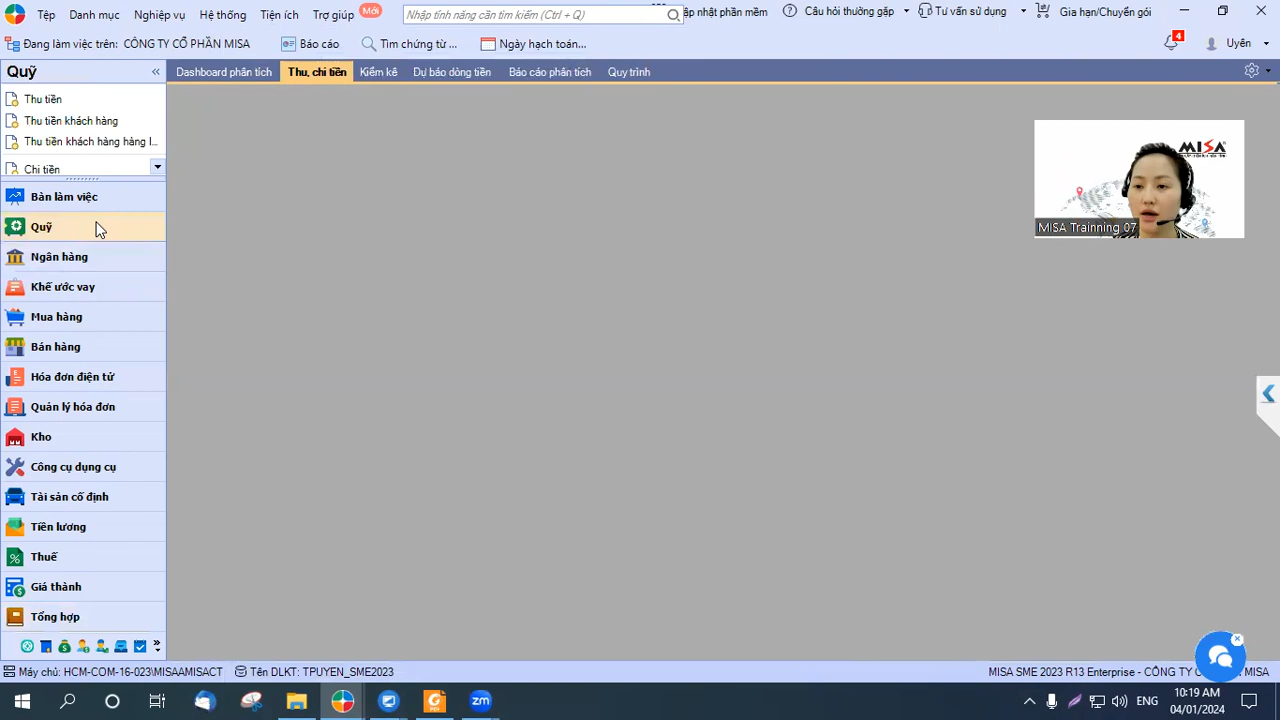 Tệp Danh mục Nghiệp vụ Hệ thống Tiện ích Trợ giúp Mới
Nhập tính năng cần tìm kiếm (Ctrl + Q)
nhật phần mềm Câu hỏi thường gặp Tư vấn sử dụng Gia hạn/Chuyển gói
Đang làm việc trên: CÔNG TY CỔ PHẦN MISA Báo cáo Tìm chứng từ ... Ngày hạch toán...
4 Uyên
Quỹ «
Dashboard phân tích Thu, chi tiền Kiểm kê Dự báo dòng tiền Báo cáo phân tích Quy trình
Thu tiền
Thu tiền khách hàng
Thu tiền khách hàng hàng l...
Chi tiền
Bàn làm việc
Quỹ
Ngân hàng
Khế ước vay
Mua hàng
Bán hàng
Hóa đơn điện tử
Quản lý hóa đơn
Kho
Công cụ dụng cụ
Tài sản cố định
Tiền lương
Thuế
Giá thành
Tổng hợp
MISA
MISA Trainning 07
Máy chủ: HCM-COM-16-023\MISAAMISACT Tên DLKT: TPUYEN_SME2023
MISA SME 2023 R13 Enterprise - CÔNG TY MISA
zm
ENG
10:19 AM
04/01/2024